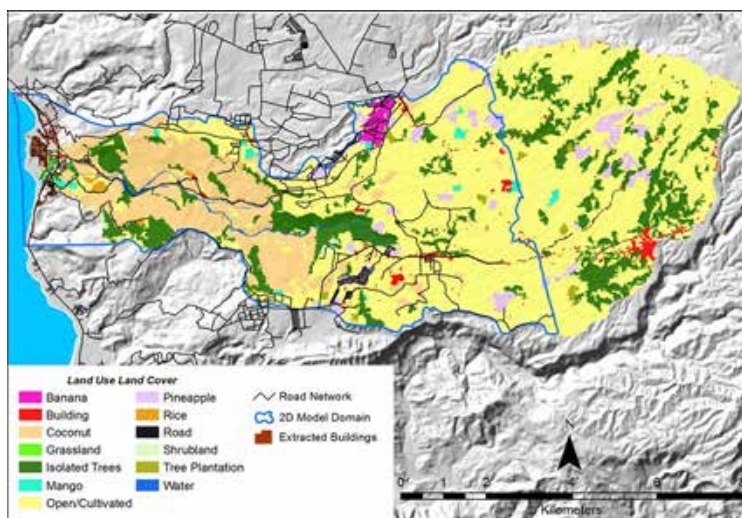 Land Use Land Cover
Banana
Building
Coconut
Grassland
Isolated Trees
Mango
Open/Cultivated
Pineapple
Rice
Road
Shrubland
Tree Plantation
Water
Road Network
2D Model Domain
Extracted Buildings
N
0 2 4 6 8
Kilometers